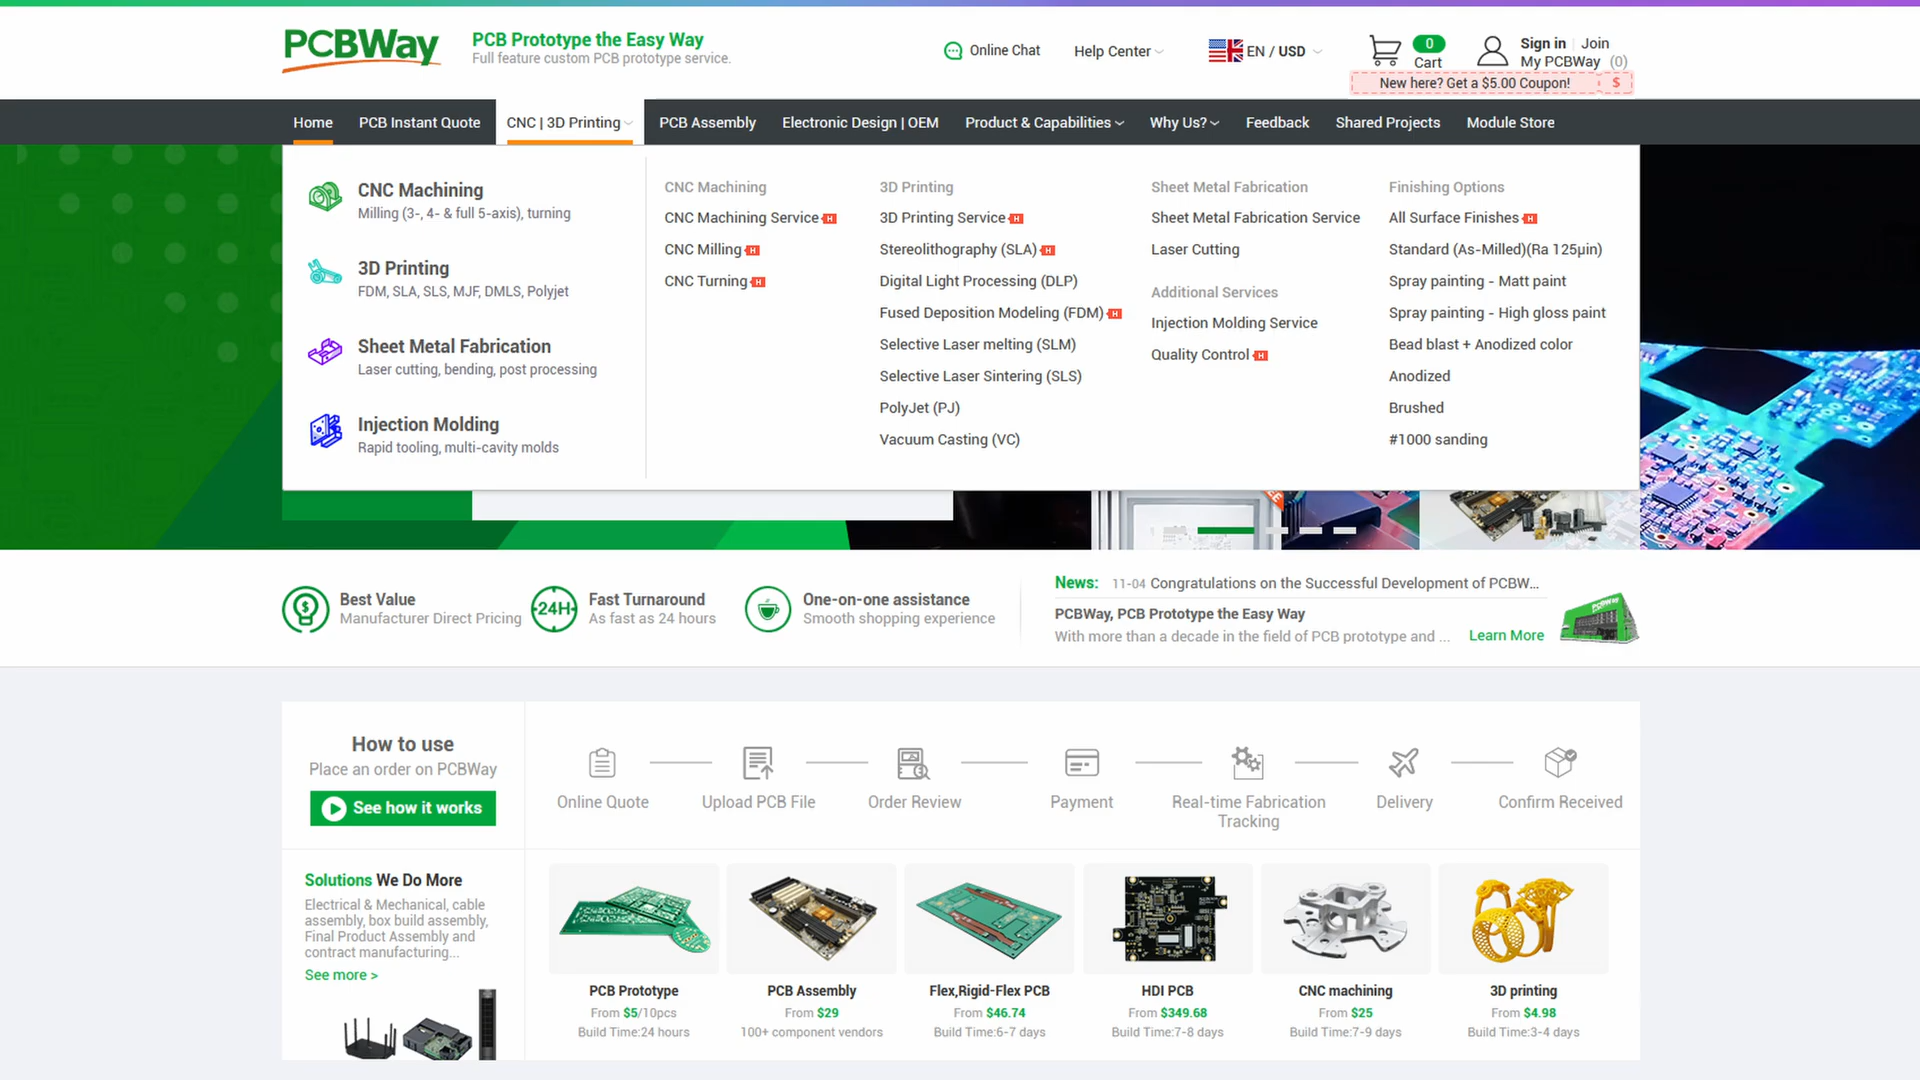 PCBWay
PCB Prototype the Easy Way
Full feature custom PCB prototype service.
Online Chat
Help Center
EN / USD
0
Cart
Sign in | Join
My PCBWay (0)
New here? Get a $5.00 Coupon! $
Home
PCB Instant Quote
CNC | 3D Printing
PCB Assembly
Electronic Design | OEM
Product & Capabilities
Why Us?
Feedback
Shared Projects
Module Store
CNC Machining
Milling (3-, 4- & full 5-axis), turning
3D Printing
FDM, SLA, SLS, MJF, DMLS, Polyjet
Sheet Metal Fabrication
Laser cutting, bending, post processing
Injection Molding
Rapid tooling, multi-cavity molds
CNC Machining
CNC Machining Service H
CNC Milling H
CNC Turning H
3D Printing
3D Printing Service H
Stereolithography (SLA) H
Digital Light Processing (DLP)
Fused Deposition Modeling (FDM) H
Selective Laser melting (SLM)
Selective Laser Sintering (SLS)
PolyJet (PJ)
Vacuum Casting (VC)
Sheet Metal Fabrication
Sheet Metal Fabrication Service
Laser Cutting
Additional Services
Injection Molding Service
Quality Control H
Finishing Options
All Surface Finishes H
Standard (As-Milled)(Ra 125μin)
Spray painting - Matt paint
Spray painting - High gloss paint
Bead blast + Anodized color
Anodized
Brushed
#1000 sanding
Best Value
Manufacturer Direct Pricing
24H
Fast Turnaround
As fast as 24 hours
One-on-one assistance
Smooth shopping experience
News: 11-04 Congratulations on the Successful Development of PCBW...
PCBWay, PCB Prototype the Easy Way
With more than a decade in the field of PCB prototype and ... Learn More
PCBWay
How to use
Place an order on PCBWay
See how it works
Online Quote
Upload PCB File
Order Review
Payment
Real-time Fabrication
Tracking
Delivery
Confirm Received
Solutions We Do More
Electrical & Mechanical, cable
assembly, box build assembly,
Final Product Assembly and
contract manufacturing...
See more >
PCB Prototype
From $5/10pcs
Build Time:24 hours
PCB Assembly
From $29
100+ component vendors
Flex,Rigid-Flex PCB
From $46.74
Build Time:6-7 days
HDI PCB
From $349.68
Build Time:7-8 days
CNC machining
From $25
Build Time:7-9 days
3D printing
From $4.98
Build Time:3-4 days